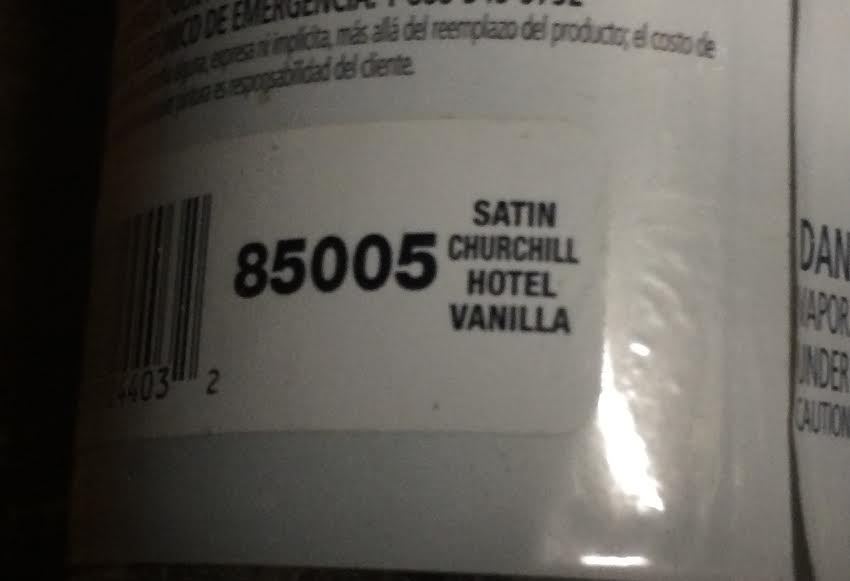 DE EMERGENCIA:
expresa ni implícita, más allá del reemplazo del producto; el costo de
es responsabilidad del cliente.
85005
SATIN
CHURCHILL
HOTEL
VANILLA
4403 2
DAN
VAPOR
UNDER
CAUTION